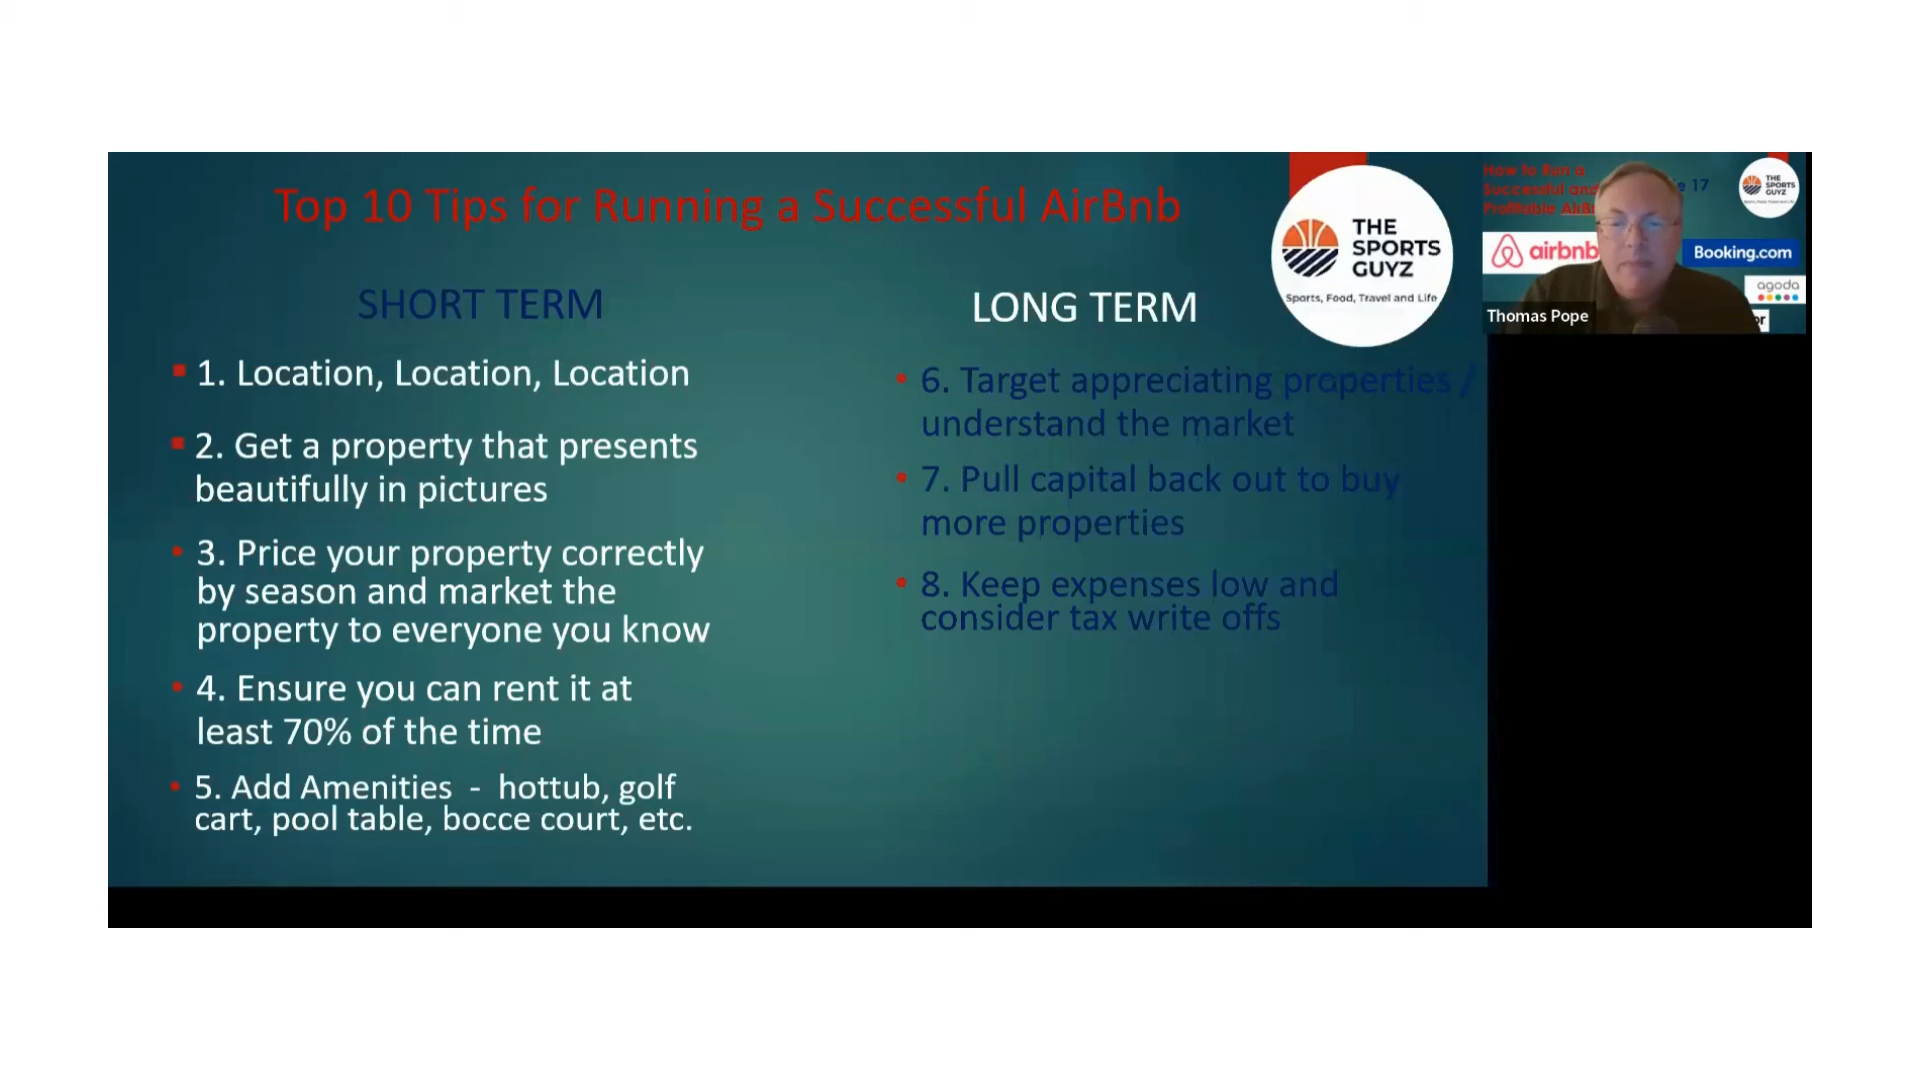 Top 10 Tips for Running a Successful AirBnb
SHORT TERM
1. Location, Location, Location
2. Get a property that presents
beautifully in pictures
3. Price your property correctly
by season and market the
property to everyone you know
4. Ensure you can rent it at
least 70% of the time
5. Add Amenities - hottub, golf
cart, pool table, bocce court, etc.
LONG TERM
6. Target appreciating properties /
understand the market
7. Pull capital back out to buy
more properties
8. Keep expenses low and
consider tax write offs
THE
SPORTS
GUYZ
Sports, Food, Travel and Life
How to Run a
Successful and
Profitable AirB
e 17
THE
SPORTS
GUYZ
airbnb
Booking.com
agoda
Thomas Pope